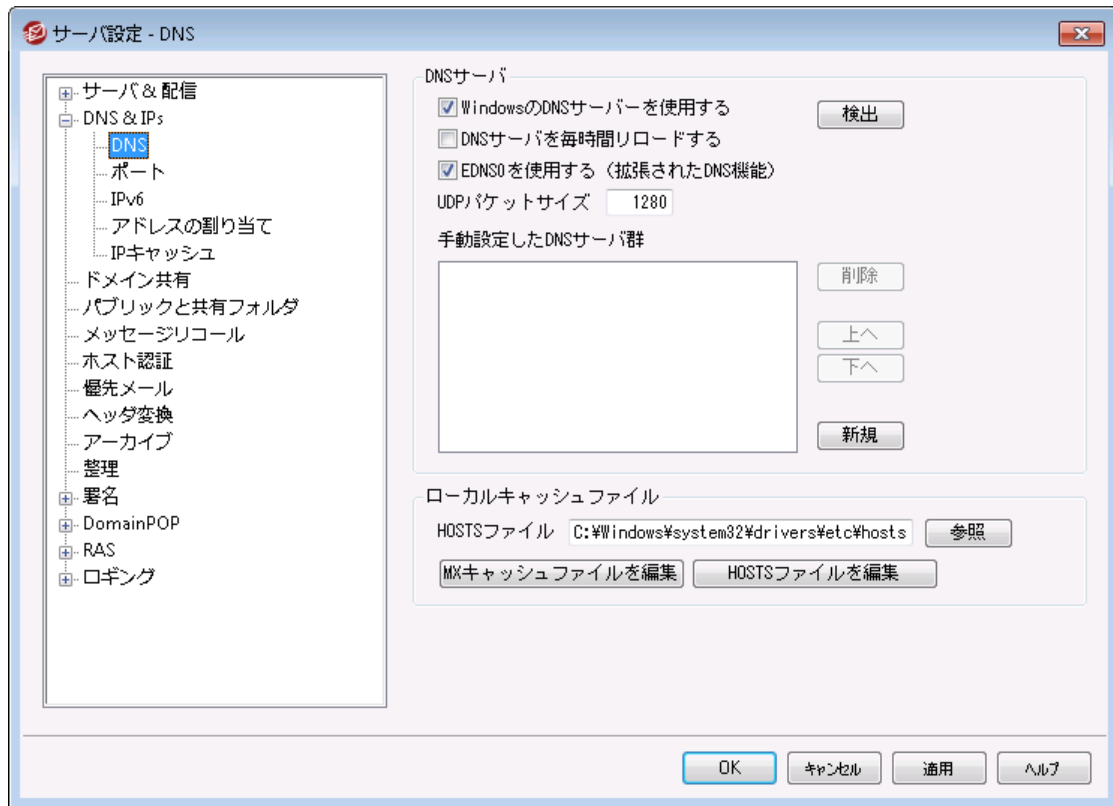 サーバ設定 - DNS
サーバ & 配信
DNS & IPs
DNS
ポート
IPv6
アドレスの割り当て
IPキャッシュ
ドメイン共有
パブリックと共有フォルダ
メッセージリコール
ホスト認証
優先メール
ヘッダ変換
アーカイブ
整理
署名
DomainPOP
RAS
ロギング
DNSサーバ
WindowsのDNSサーバーを使用する
検出
DNSサーバを毎時間リロードする
EDNS0を使用する（拡張されたDNS機能）
UDPパケットサイズ 1280
手動設定したDNSサーバ群
削除
上へ
下へ
新規
ローカルキャッシュファイル
HOSTSファイル C:¥Windows¥system32¥drivers¥etc¥hosts 参照
MXキャッシュファイルを編集 HOSTSファイルを編集
OK キャンセル 適用 ヘルプ